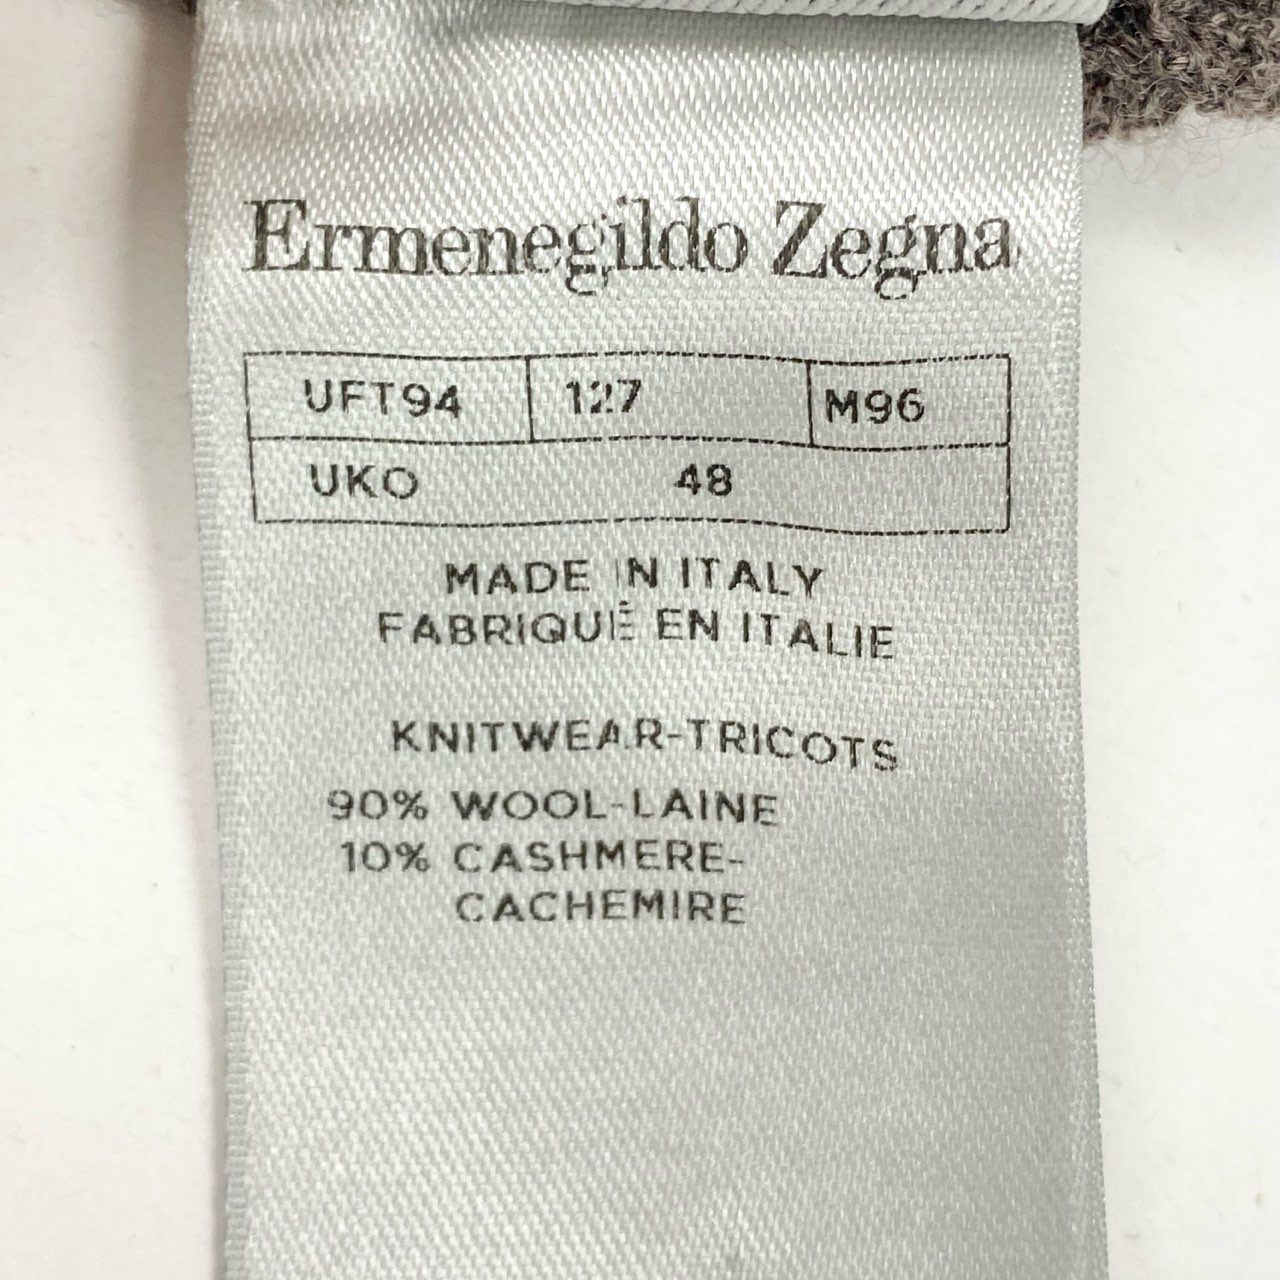 Ermenegildo Zegna
UFT94 127 M96
UKO 48
MADE IN ITALY
FABRIQUÉ EN ITALIE
KNITWEAR-TRICOTS
90% WOOL-LAINE
10% CASHMERE-
CACHEMIRE